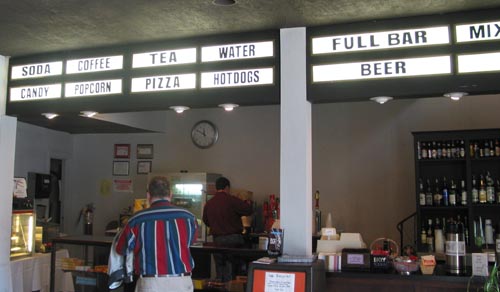 SODA COFFEE TEA WATER
CANDY POPCORN PIZZA HOTDOGS
FULL BAR MIX
BEER